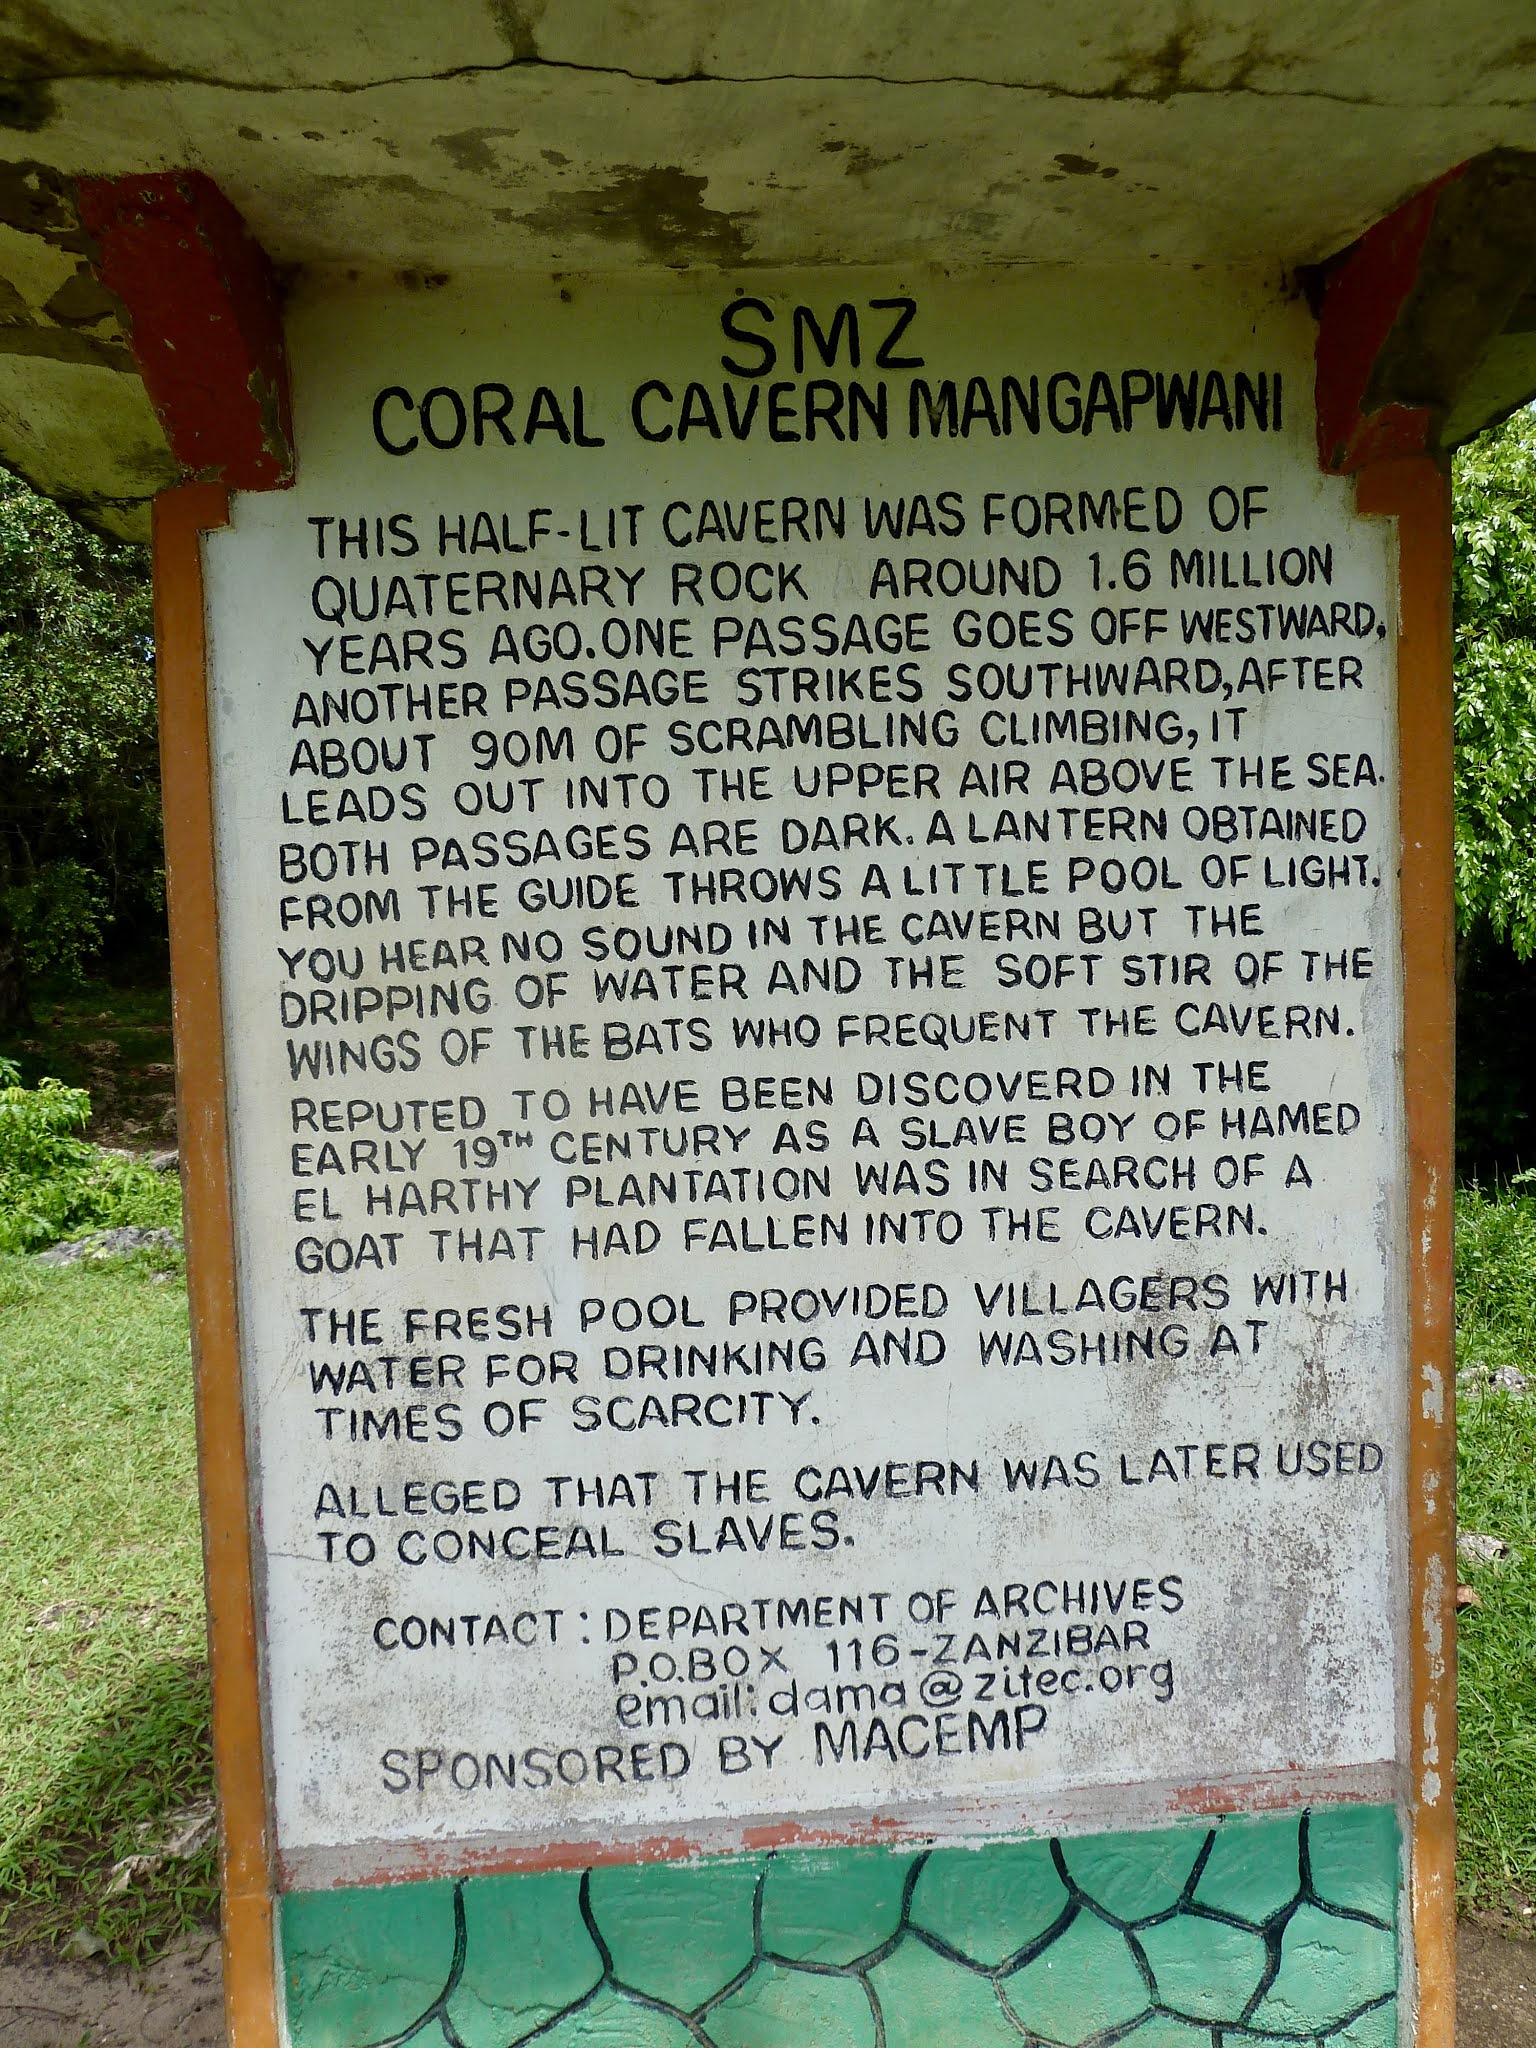 SMZ
CORAL CAVERN MANGAPWANI
THIS HALF-LIT CAVERN WAS FORMED OF
QUATERNARY ROCK AROUND 1.6 MILLION
YEARS AGO. ONE PASSAGE GOES OFF WESTWARD,
ANOTHER PASSAGE STRIKES SOUTHWARD, AFTER
ABOUT 90M OF SCRAMBLING CLIMBING, IT
LEADS OUT INTO THE UPPER AIR ABOVE THE SEA.
BOTH PASSAGES ARE DARK. A LANTERN OBTAINED
FROM THE GUIDE THROWS A LITTLE POOL OF LIGHT.
YOU HEAR NO SOUND IN THE CAVERN BUT THE
DRIPPING OF WATER AND THE SOFT STIR OF THE
WINGS OF THE BATS WHO FREQUENT THE CAVERN.
REPUTED TO HAVE BEEN DISCOVERD IN THE
EARLY 19TH CENTURY AS A SLAVE BOY OF HAMED
EL HARTHY PLANTATION WAS IN SEARCH OF A
GOAT THAT HAD FALLEN INTO THE CAVERN.
THE FRESH POOL PROVIDED VILLAGERS WITH
WATER FOR DRINKING AND WASHING AT
TIMES OF SCARCITY.
ALLEGED THAT THE CAVERN WAS LATER USED
TO CONCEAL SLAVES.
CONTACT: DEPARTMENT OF ARCHIVES
P.O.BOX 116-ZANZIBAR
email: dama@zitec.org
SPONSORED BY MACEMP